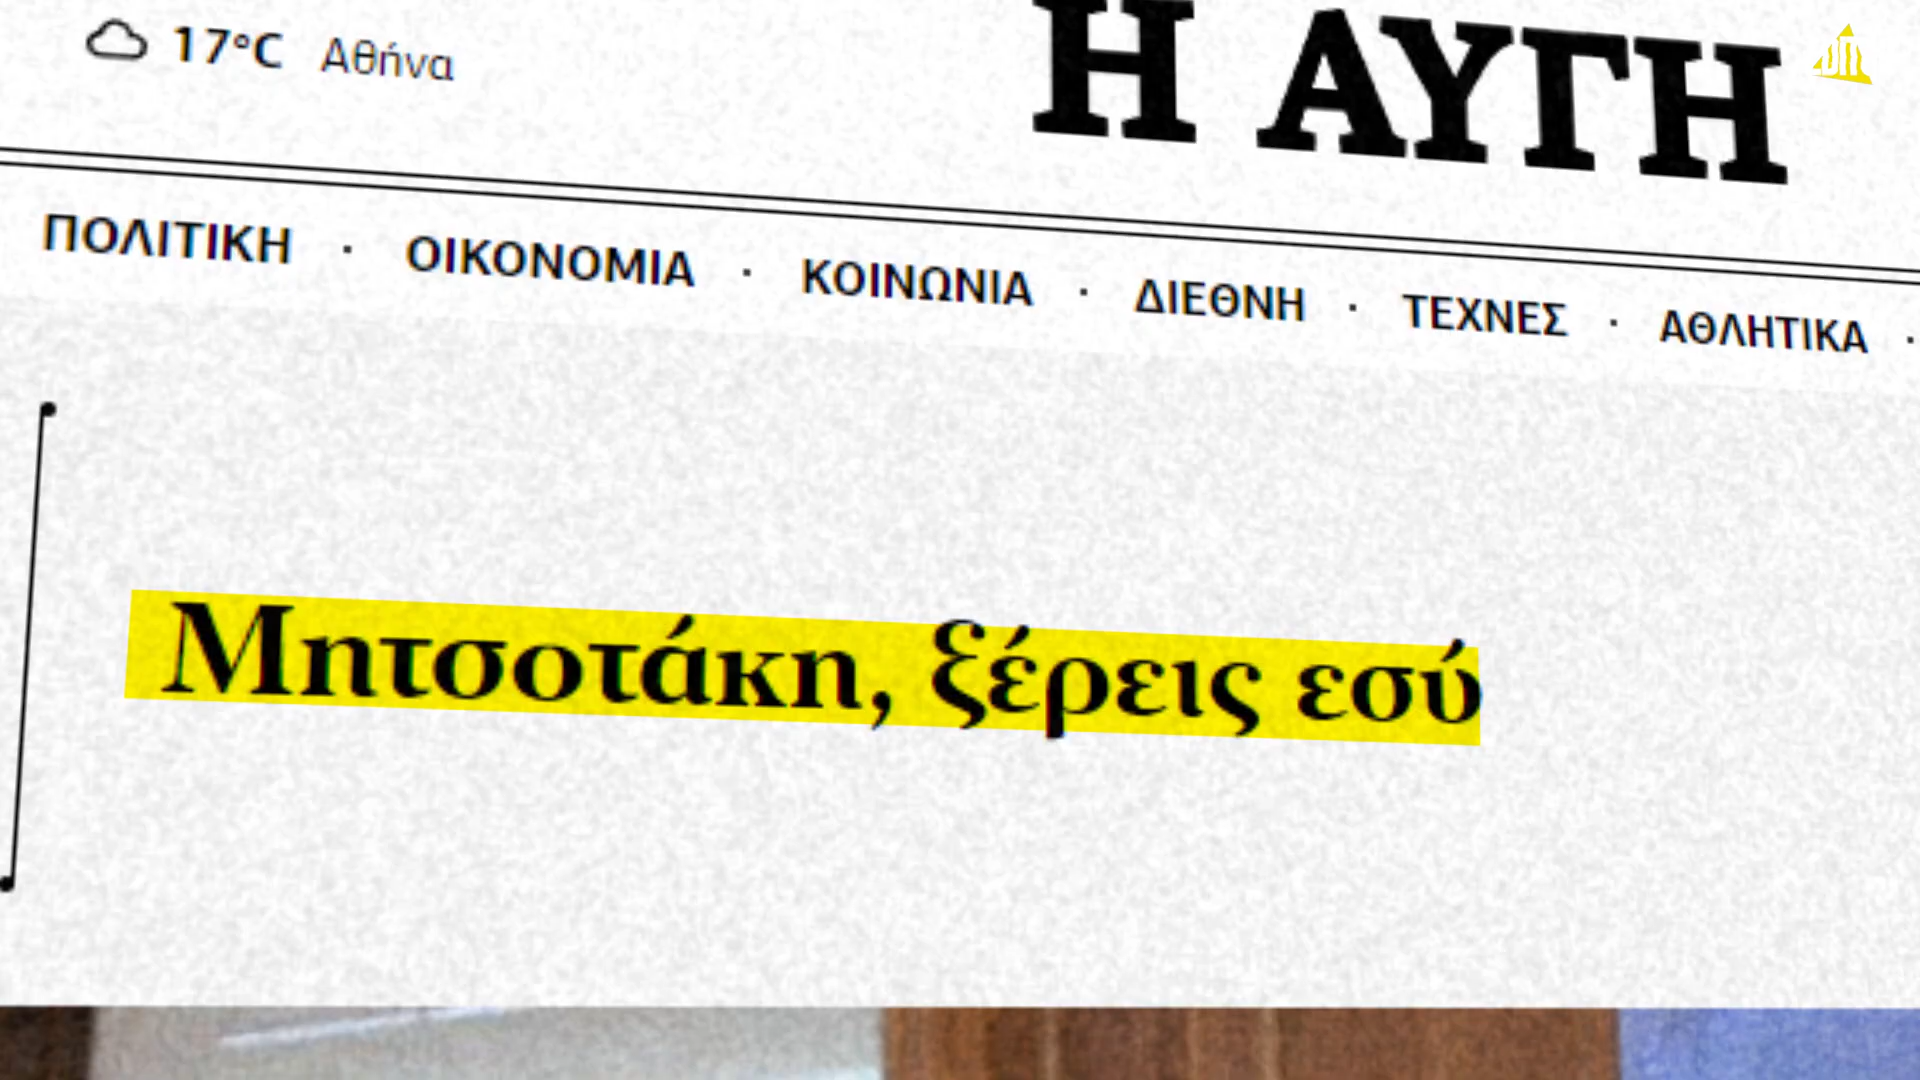 17°C Αθήνα
Η ΑΥΓΗ
ΠΟΛΙΤΙΚΗ · ΟΙΚΟΝΟΜΙΑ · ΚΟΙΝΩΝΙΑ · ΔΙΕΘΝΗ · ΤΕΧΝΕΣ · ΑΘΛΗΤΙΚΑ ·
Μητσοτάκη, ξέρεις εσύ